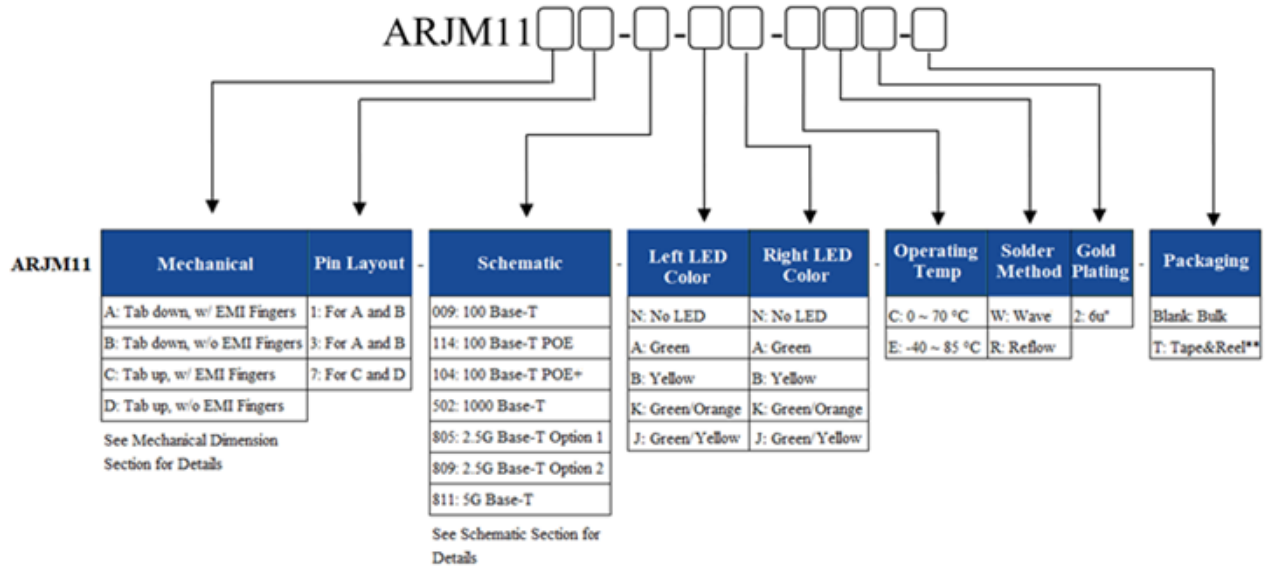 ARJM11 - - - -
ARJM11 Mechanical Pin Layout - Schematic - Left LED Color Right LED Color - Operating Temp Solder Method Gold Plating - Packaging
A: Tab down, w/ EMI Fingers 1: For A and B 009: 100 Base-T N: No LED N: No LED C: 0 ~ 70 °C W: Wave 2: 6u" Blank: Bulk
B: Tab down, w/o EMI Fingers 3: For A and B 114: 100 Base-T POE A: Green A: Green E: -40 ~ 85 °C R: Reflow T: Tape&Reel**
C: Tab up, w/ EMI Fingers 7: For C and D 104: 100 Base-T POE+ B: Yellow B: Yellow
D: Tab up, w/o EMI Fingers 502: 1000 Base-T K: Green/Orange K: Green/Orange
See Mechanical Dimension 805: 2.5G Base-T Option 1 J: Green/Yellow J: Green/Yellow
Section for Details 809: 2.5G Base-T Option 2
811: 5G Base-T
See Schematic Section for
Details